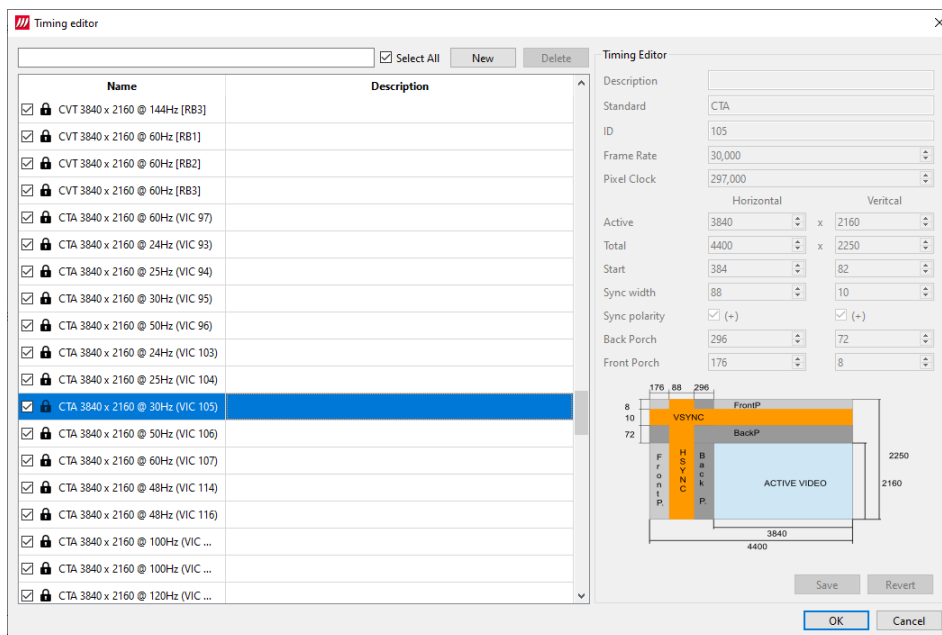 Timing editor
Select All New Delete
Name Description
CVT 3840 x 2160 @ 144Hz [RB3]
CVT 3840 x 2160 @ 60Hz [RB1]
CVT 3840 x 2160 @ 60Hz [RB2]
CVT 3840 x 2160 @ 60Hz [RB3]
CTA 3840 x 2160 @ 60Hz (VIC 97)
CTA 3840 x 2160 @ 24Hz (VIC 93)
CTA 3840 x 2160 @ 25Hz (VIC 94)
CTA 3840 x 2160 @ 30Hz (VIC 95)
CTA 3840 x 2160 @ 50Hz (VIC 96)
CTA 3840 x 2160 @ 24Hz (VIC 103)
CTA 3840 x 2160 @ 25Hz (VIC 104)
CTA 3840 x 2160 @ 30Hz (VIC 105)
CTA 3840 x 2160 @ 50Hz (VIC 106)
CTA 3840 x 2160 @ 60Hz (VIC 107)
CTA 3840 x 2160 @ 48Hz (VIC 114)
CTA 3840 x 2160 @ 48Hz (VIC 116)
CTA 3840 x 2160 @ 100Hz (VIC ...
CTA 3840 x 2160 @ 100Hz (VIC ...
CTA 3840 x 2160 @ 120Hz (VIC ...
Timing Editor
Description
Standard CTA
ID 105
Frame Rate 30,000
Pixel Clock 297,000
Horizontal Veritcal
Active 3840 x 2160
Total 4400 x 2250
Start 384 82
Sync width 88 10
Sync polarity (+) (+)
Back Porch 296 72
Front Porch 176 8
176 88 296
8 FrontP
10 VSYNC
72 BackP
Front P.
HSYNC
Back P.
ACTIVE VIDEO
2250
2160
3840
4400
Save Revert
OK Cancel